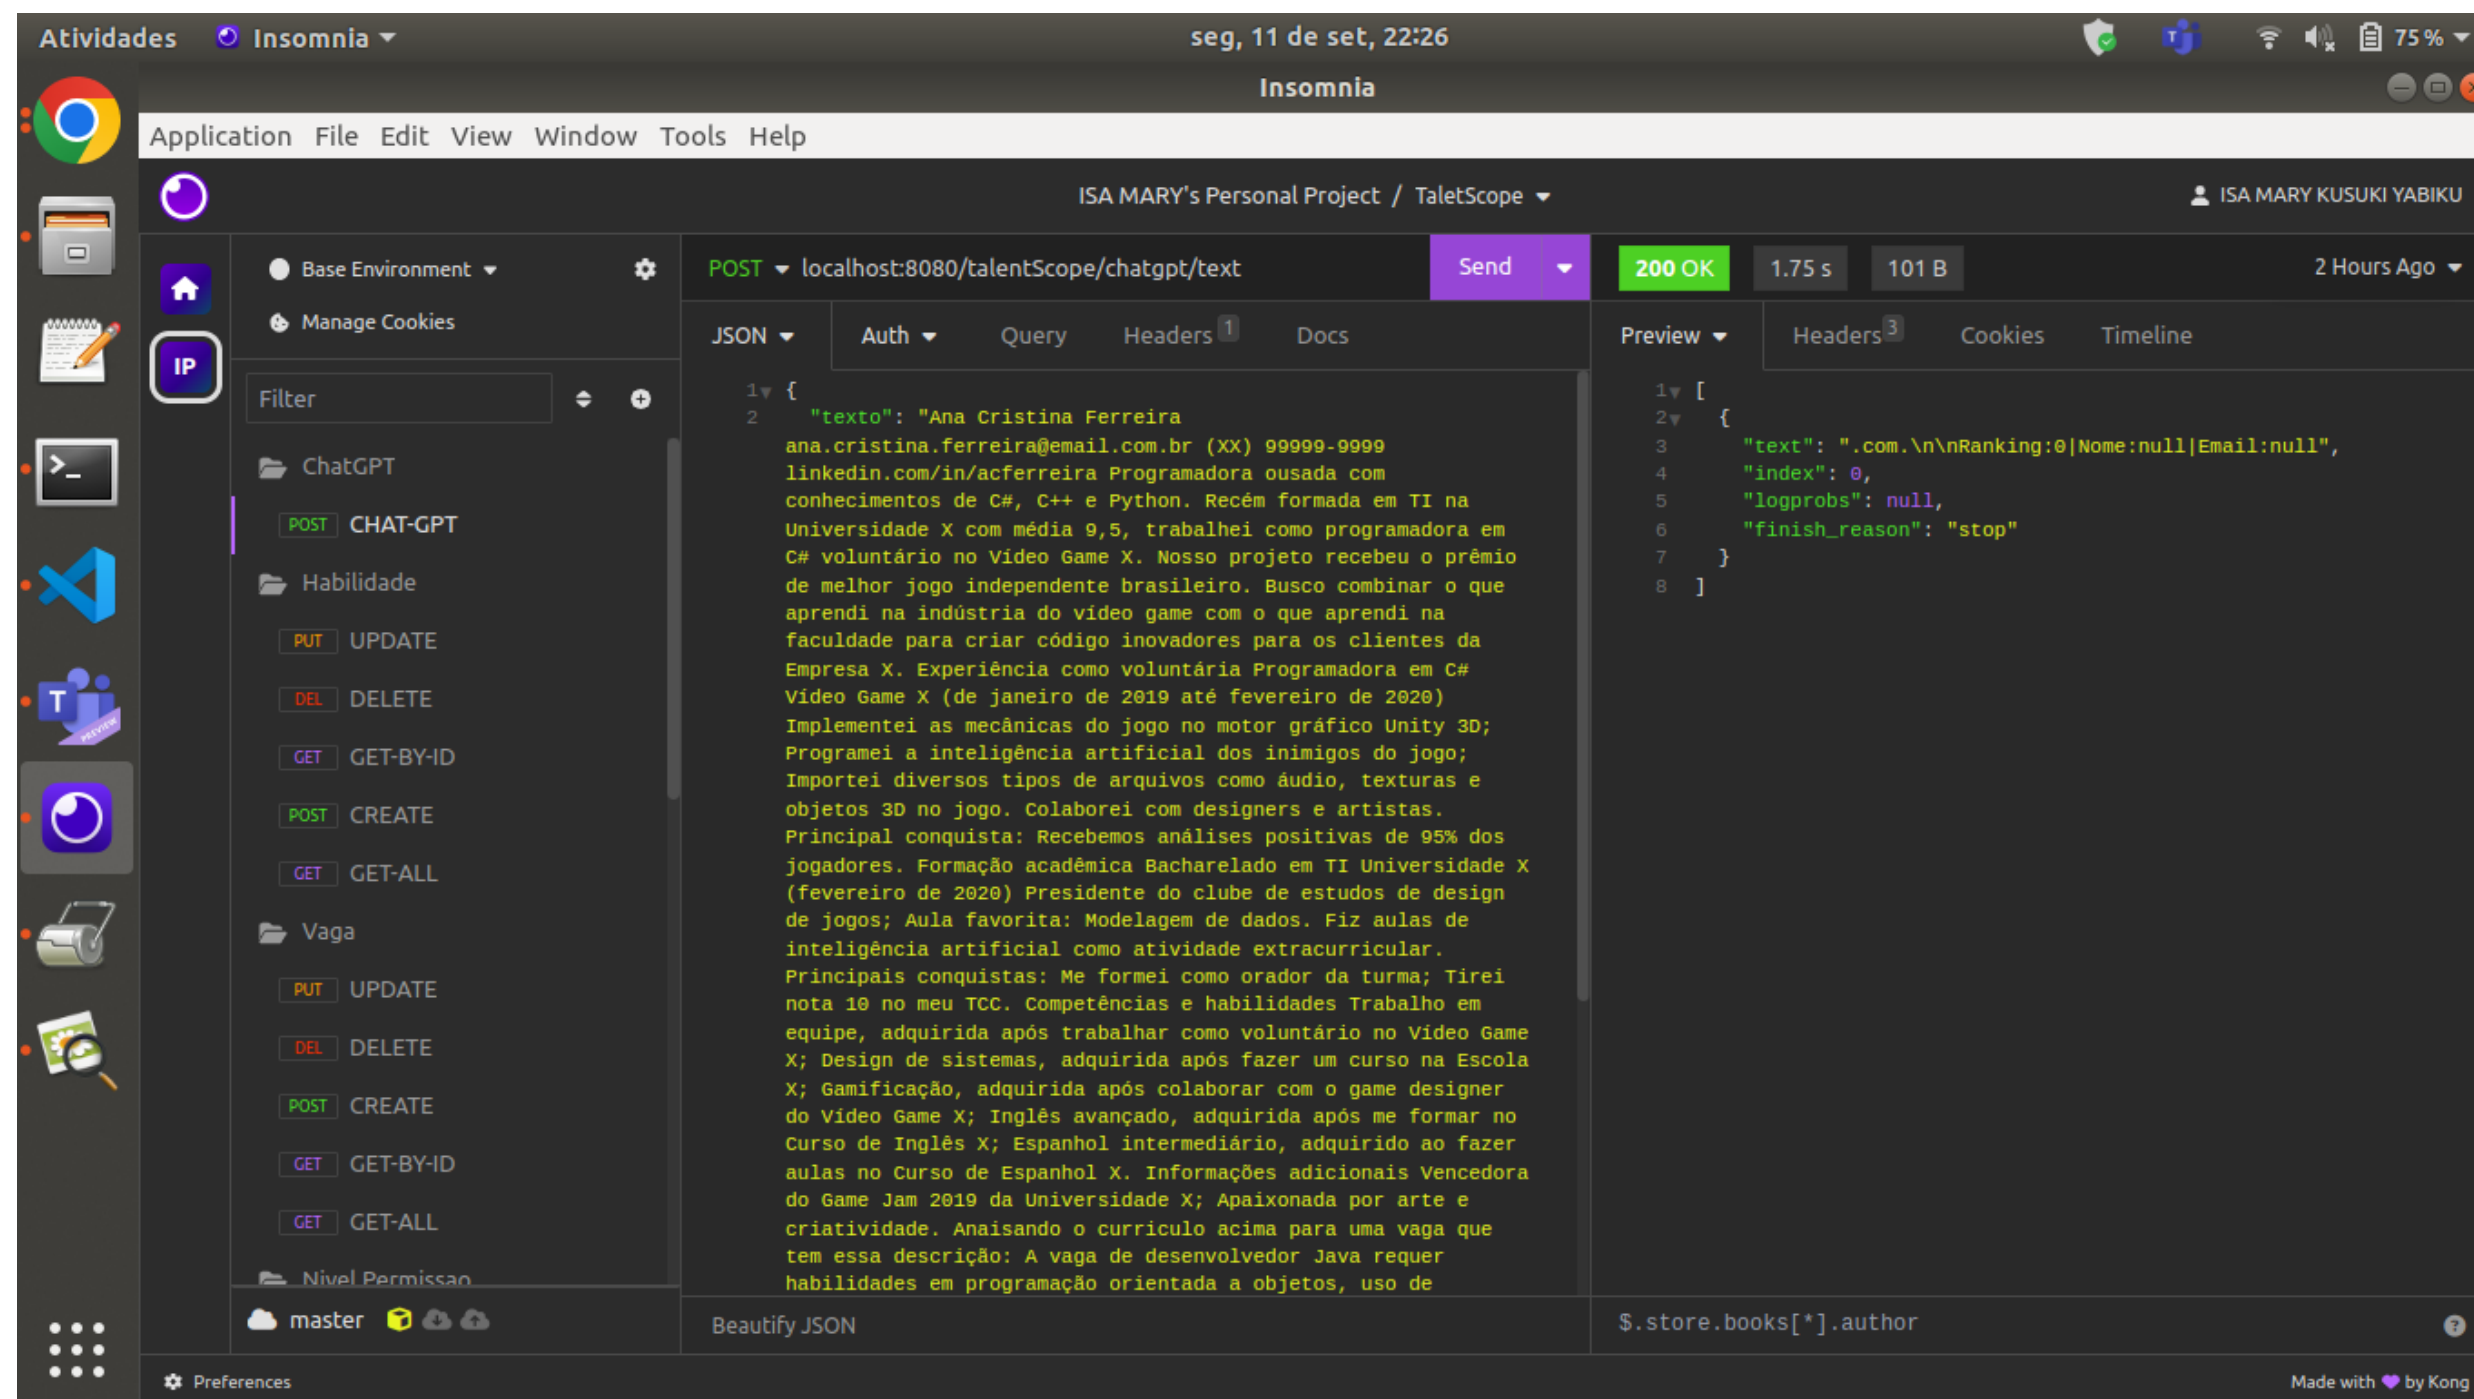 Atividades Insomnia seg, 11 de set, 22:26 75 %
Insomnia
Application File Edit View Window Tools Help
ISA MARY's Personal Project / TaletScope ISA MARY KUSUKI YABIKU
Base Environment
Manage Cookies
IP
Filter
ChatGPT
POST CHAT-GPT
Habilidade
PUT UPDATE
DEL DELETE
GET GET-BY-ID
POST CREATE
GET GET-ALL
Vaga
PUT UPDATE
DEL DELETE
POST CREATE
GET GET-BY-ID
GET GET-ALL
Nivel Permissao
master
POST localhost:8080/talentScope/chatgpt/text Send
JSON Auth Query Headers 1 Docs
1 {
2 "texto": "Ana Cristina Ferreira
ana.cristina.ferreira@email.com.br (XX) 99999-9999
linkedin.com/in/acferreira Programadora ousada com
conhecimentos de C#, C++ e Python. Recém formada em TI na
Universidade X com média 9,5, trabalhei como programadora em
C# voluntário no Vídeo Game X. Nosso projeto recebeu o prêmio
de melhor jogo independente brasileiro. Busco combinar o que
aprendi na indústria do vídeo game com o que aprendi na
faculdade para criar código inovadores para os clientes da
Empresa X. Experiência como voluntária Programadora em C#
Vídeo Game X (de janeiro de 2019 até fevereiro de 2020)
Implementei as mecânicas do jogo no motor gráfico Unity 3D;
Programei a inteligência artificial dos inimigos do jogo;
Importei diversos tipos de arquivos como áudio, texturas e
objetos 3D no jogo. Colaborei com designers e artistas.
Principal conquista: Recebemos análises positivas de 95% dos
jogadores. Formação acadêmica Bacharelado em TI Universidade X
(fevereiro de 2020) Presidente do clube de estudos de design
de jogos; Aula favorita: Modelagem de dados. Fiz aulas de
inteligência artificial como atividade extracurricular.
Principais conquistas: Me formei como orador da turma; Tirei
nota 10 no meu TCC. Competências e habilidades Trabalho em
equipe, adquirida após trabalhar como voluntário no Vídeo Game
X; Design de sistemas, adquirida após fazer um curso na Escola
X; Gamificação, adquirida após colaborar com o game designer
do Vídeo Game X; Inglês avançado, adquirida após me formar no
Curso de Inglês X; Espanhol intermediário, adquirido ao fazer
aulas no Curso de Espanhol X. Informações adicionais Vencedora
do Game Jam 2019 da Universidade X; Apaixonada por arte e
criatividade. Anaisando o curriculo acima para uma vaga que
tem essa descrição: A vaga de desenvolvedor Java requer
habilidades em programação orientada a objetos, uso de
Beautify JSON
200 OK 1.75 s 101 B 2 Hours Ago
Preview Headers 3 Cookies Timeline
1 [
2 {
3 "text": ".com.\n\nRanking:0|Nome:null|Email:null",
4 "index": 0,
5 "logprobs": null,
6 "finish_reason": "stop"
7 }
8 ]
$.store.books[*].author
T
PREVIEW
Preferences
Made with by Kong